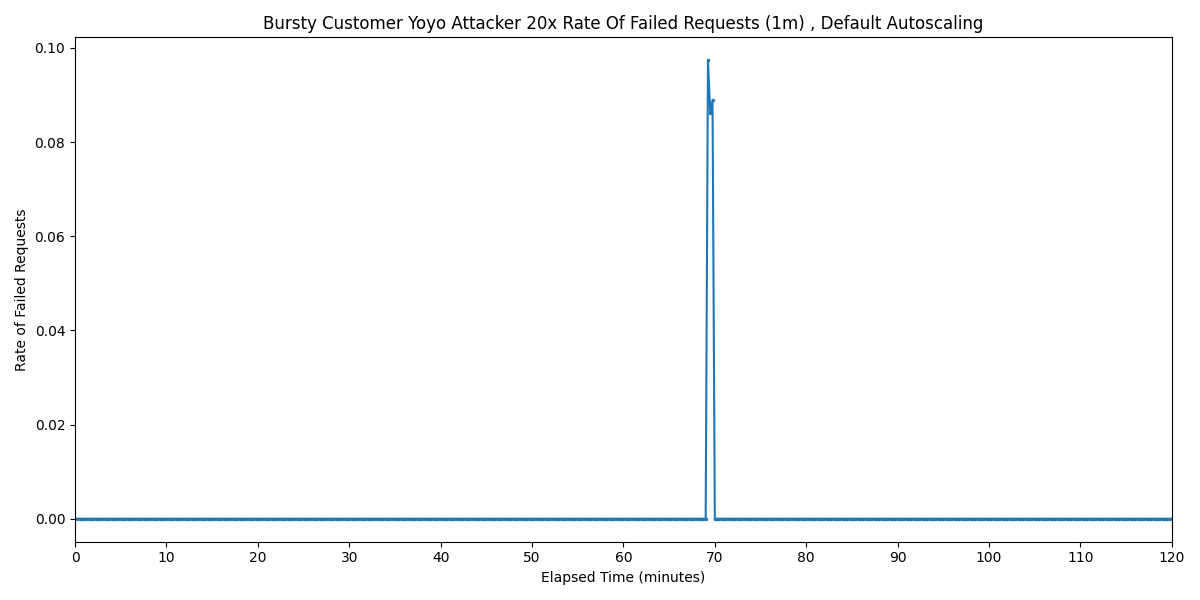 Bursty Customer Yoyo Attacker 20x Rate Of Failed Requests (1m) , Default Autoscaling
Rate of Failed Requests
0.10
0.08
0.06
0.04
0.02
0.00
0 10 20 30 40 50 60 70 80 90 100 110 120
Elapsed Time (minutes)